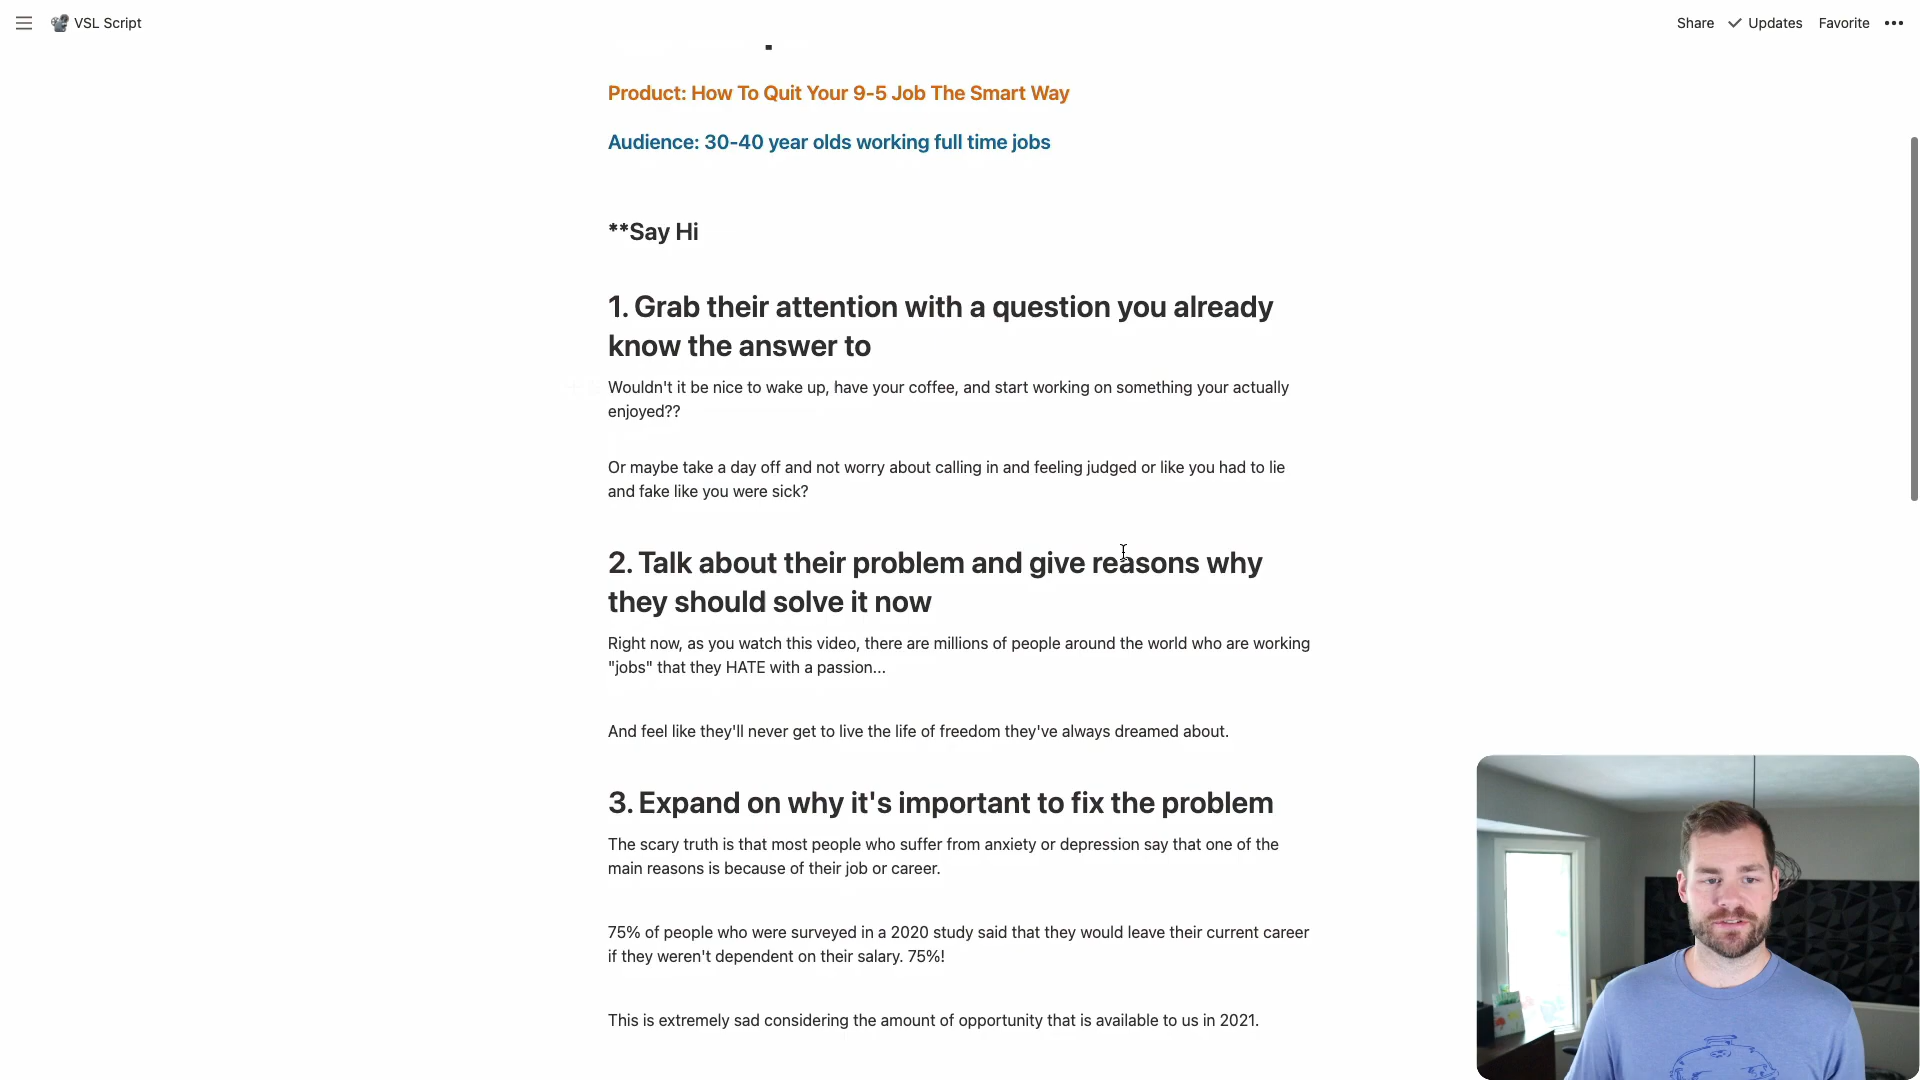 VSL Script
Share
Updates
Favorite
Product: How To Quit Your 9-5 Job The Smart Way
Audience: 30-40 year olds working full time jobs
**Say Hi
1. Grab their attention with a question you already
know the answer to
Wouldn't it be nice to wake up, have your coffee, and start working on something your actually
enjoyed??
Or maybe take a day off and not worry about calling in and feeling judged or like you had to lie
and fake like you were sick?
2. Talk about their problem and give reasons why
they should solve it now
Right now, as you watch this video, there are millions of people around the world who are working
"jobs" that they HATE with a passion...
And feel like they'll never get to live the life of freedom they've always dreamed about.
3. Expand on why it's important to fix the problem
The scary truth is that most people who suffer from anxiety or depression say that one of the
main reasons is because of their job or career.
75% of people who were surveyed in a 2020 study said that they would leave their current career
if they weren't dependent on their salary. 75%!
This is extremely sad considering the amount of opportunity that is available to us in 2021.